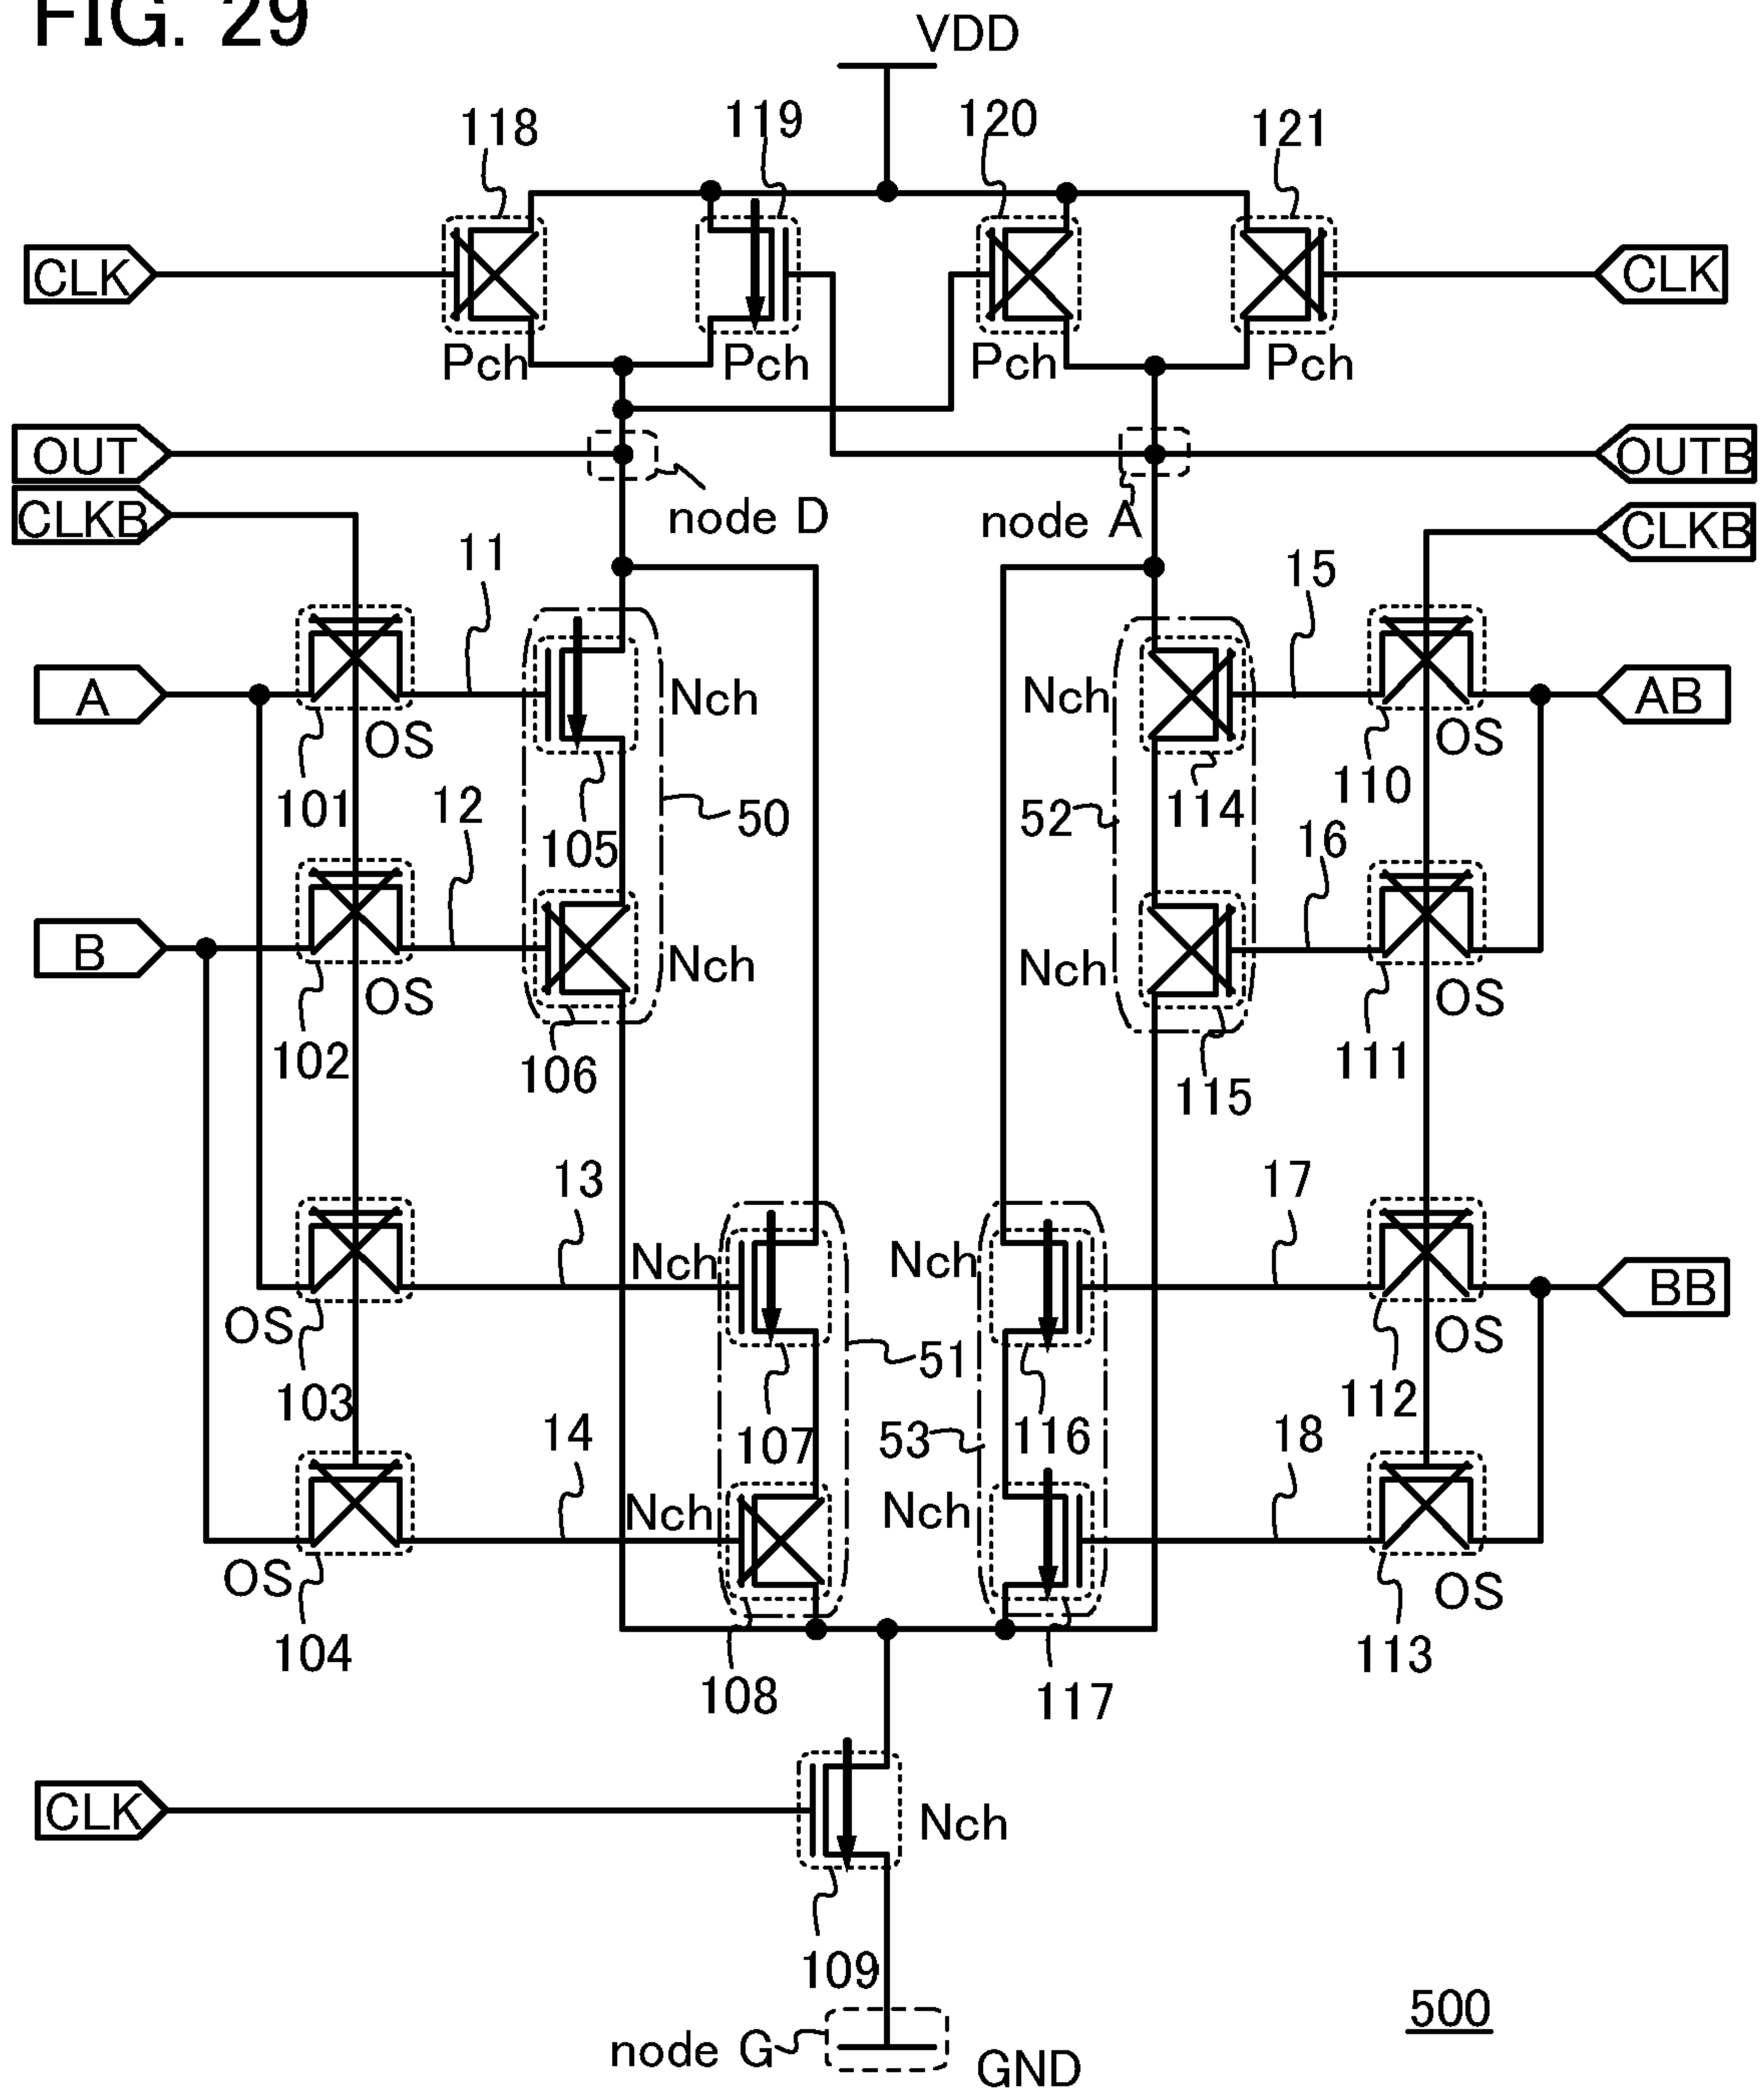 FIG. 29
VDD
118
119
120
121
CLK
CLK
Pch
Pch
Pch
Pch
OUT
OUTB
CLKB
node D
node A
CLKB
11
15
A
Nch
Nch
AB
OS
OS
101
12
105
50
52
114
16
110
B
Nch
Nch
OS
OS
102
106
115
111
13
17
Nch
Nch
BB
OS
51
OS
103
14
107
53
116
18
112
Nch
Nch
OS
OS
104
108
117
113
CLK
Nch
109
500
node G
GND